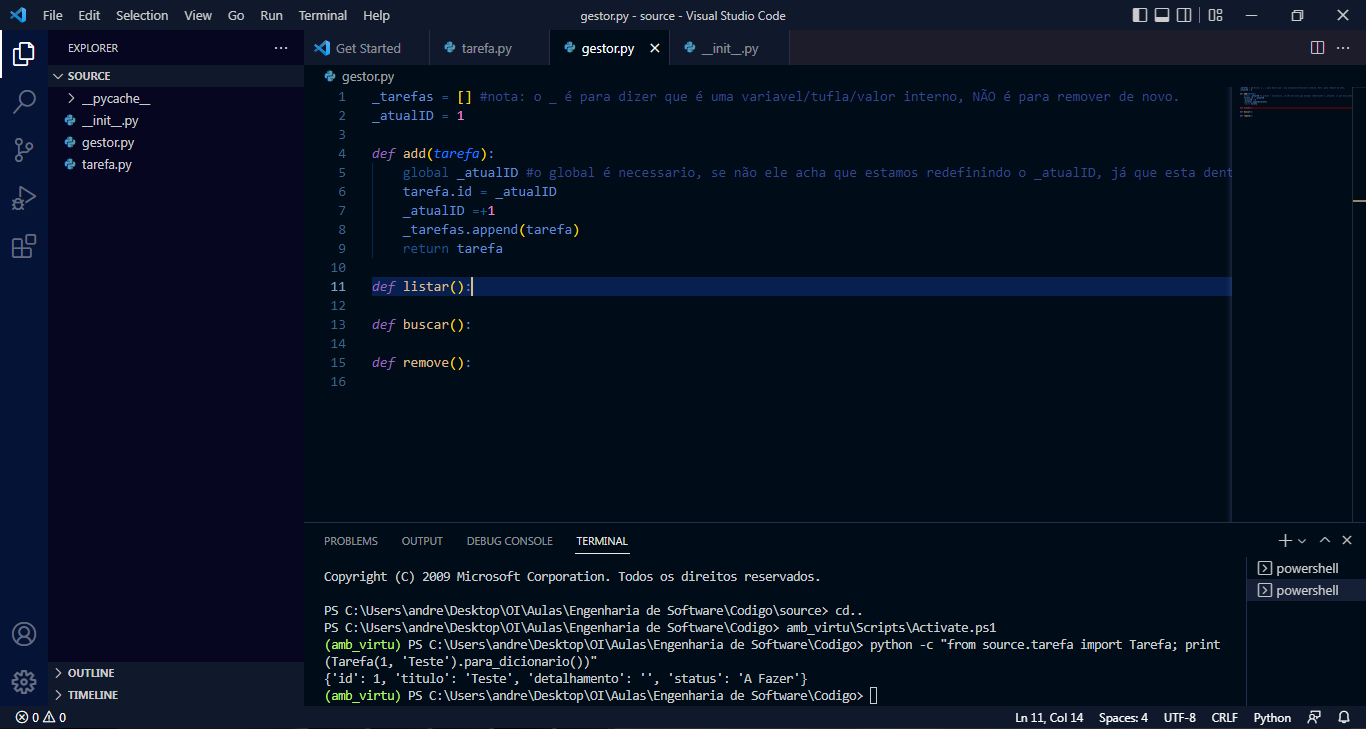 File Edit Selection View Go Run Terminal Help gestor.py - source - Visual Studio Code
EXPLORER
SOURCE
__pycache__
__init__.py
gestor.py
tarefa.py
OUTLINE
TIMELINE
Get Started tarefa.py gestor.py __init__.py
gestor.py
1 _tarefas = [] #nota: o _ é para dizer que é uma variavel/tufla/valor interno, NÃO é para remover de novo.
2 _atualID = 1
3
4 def add(tarefa):
5 global _atualID #o global é necessario, se não ele acha que estamos redefinindo o _atualID, já que esta dent
6 tarefa.id = _atualID
7 _atualID =+1
8 _tarefas.append(tarefa)
9 return tarefa
10
11 def listar():
12
13 def buscar():
14
15 def remove():
16
PROBLEMS OUTPUT DEBUG CONSOLE TERMINAL
powershell
powershell
Copyright (C) 2009 Microsoft Corporation. Todos os direitos reservados.
PS C:\Users\andre\Desktop\OI\Aulas\Engenharia de Software\Codigo\source> cd..
PS C:\Users\andre\Desktop\OI\Aulas\Engenharia de Software\Codigo> amb_virtu\Scripts\Activate.ps1
(amb_virtu) PS C:\Users\andre\Desktop\OI\Aulas\Engenharia de Software\Codigo> python -c "from source.tarefa import Tarefa; print
(Tarefa(1, 'Teste').para_dicionario())"
{'id': 1, 'titulo': 'Teste', 'detalhamento': '', 'status': 'A Fazer'}
(amb_virtu) PS C:\Users\andre\Desktop\OI\Aulas\Engenharia de Software\Codigo>
0 0 Ln 11, Col 14 Spaces: 4 UTF-8 CRLF Python